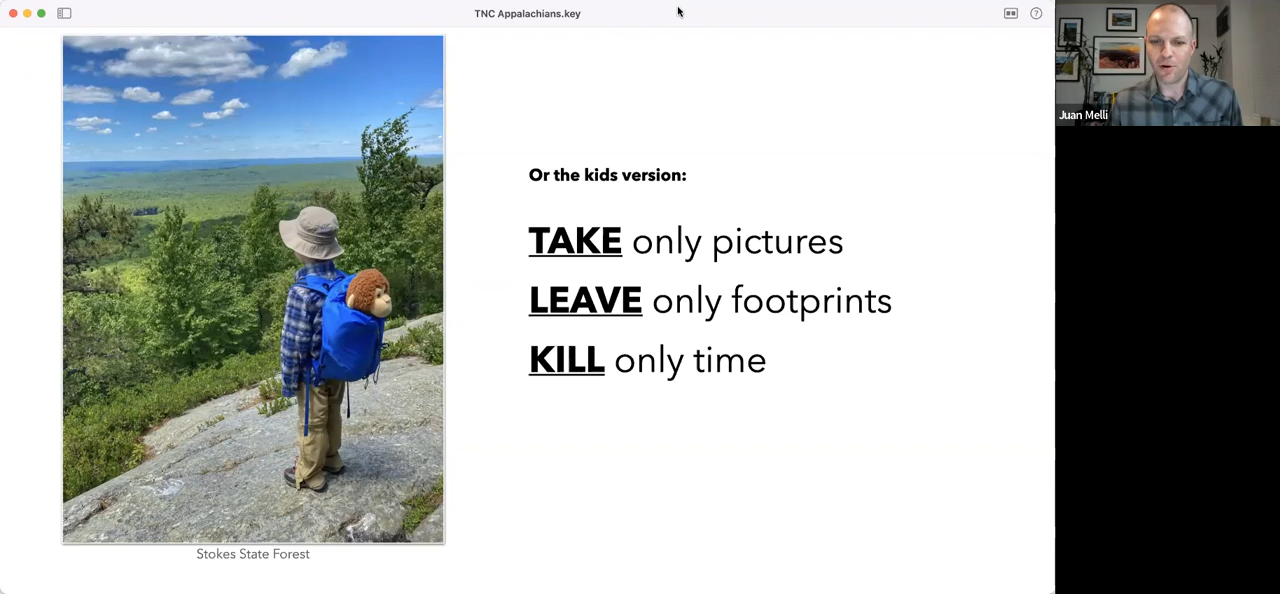 TNC Appalachians.key
Juan Melli
Or the kids version:
TAKE only pictures
LEAVE only footprints
KILL only time
Stokes State Forest